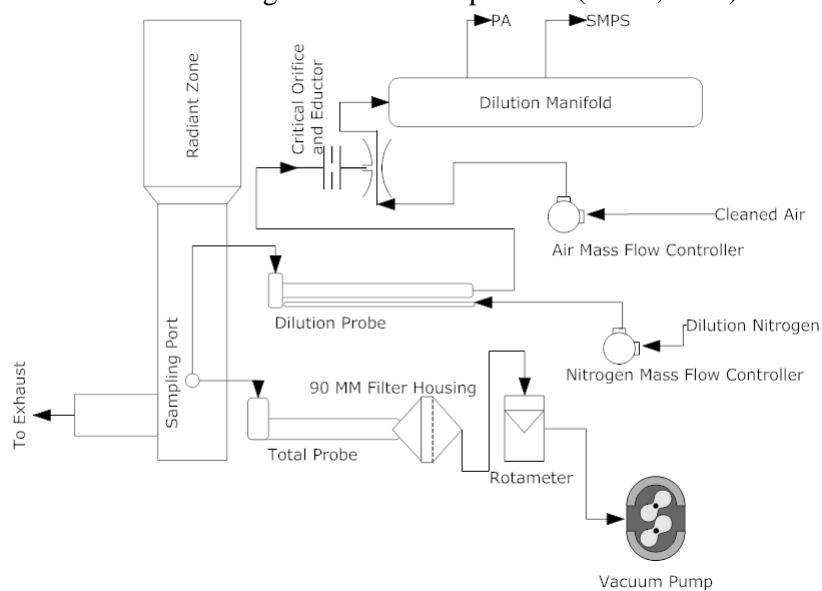 PA
SMPS
Radiant Zone
Critical Orifice
and Eductor
Dilution Manifold
Cleaned Air
Air Mass Flow Controller
Dilution Probe
Dilution Nitrogen
Nitrogen Mass Flow Controller
Sampling Port
To Exhaust
90 MM Filter Housing
Total Probe
Rotameter
Vacuum Pump